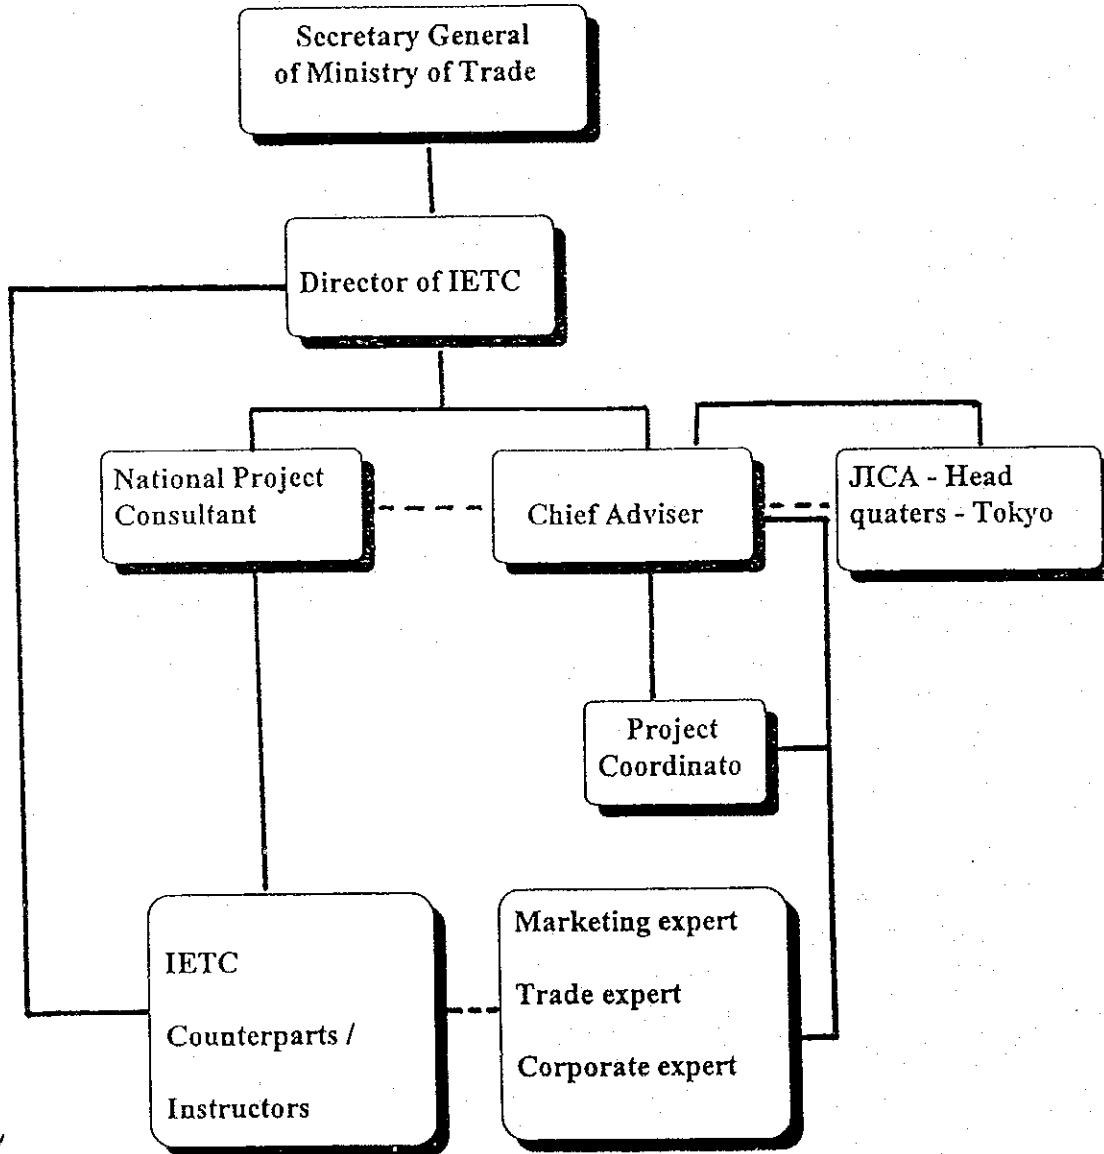 Secretary General
of Ministry of Trade
Director of IETC
National Project
Consultant
Chief Adviser
JICA - Head
quaters - Tokyo
Project
Coordinato
IETC
Counterparts /
Instructors
Marketing expert
Trade expert
Corporate expert